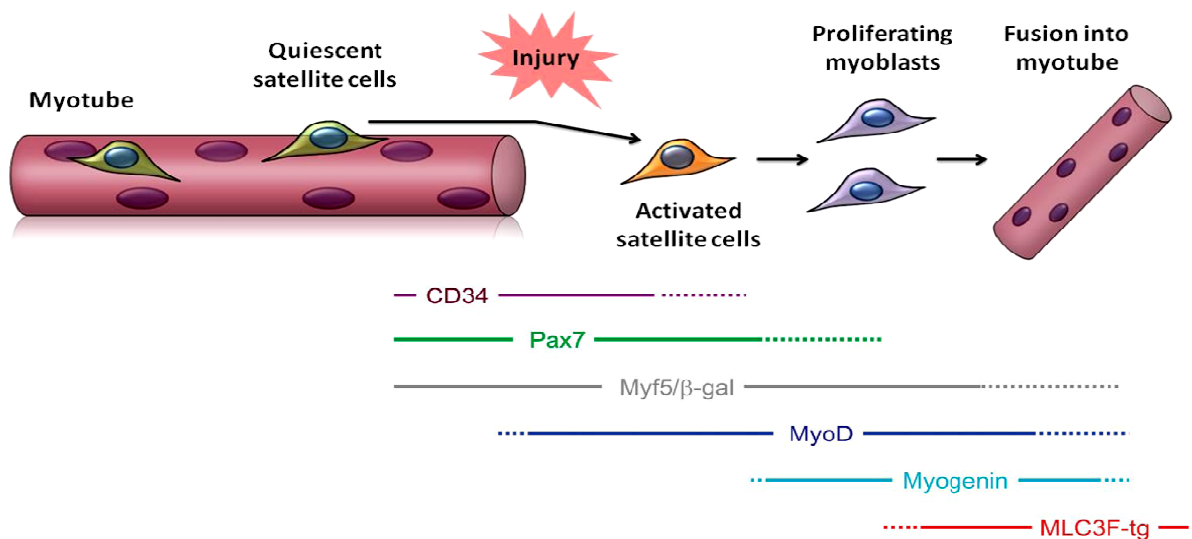 Myotube
Quiescent
satellite cells
Injury
Activated
satellite cells
Proliferating
myoblasts
Fusion into
myotube
CD34
Pax7
Myf5/β-gal
MyoD
Myogenin
MLC3F-tg